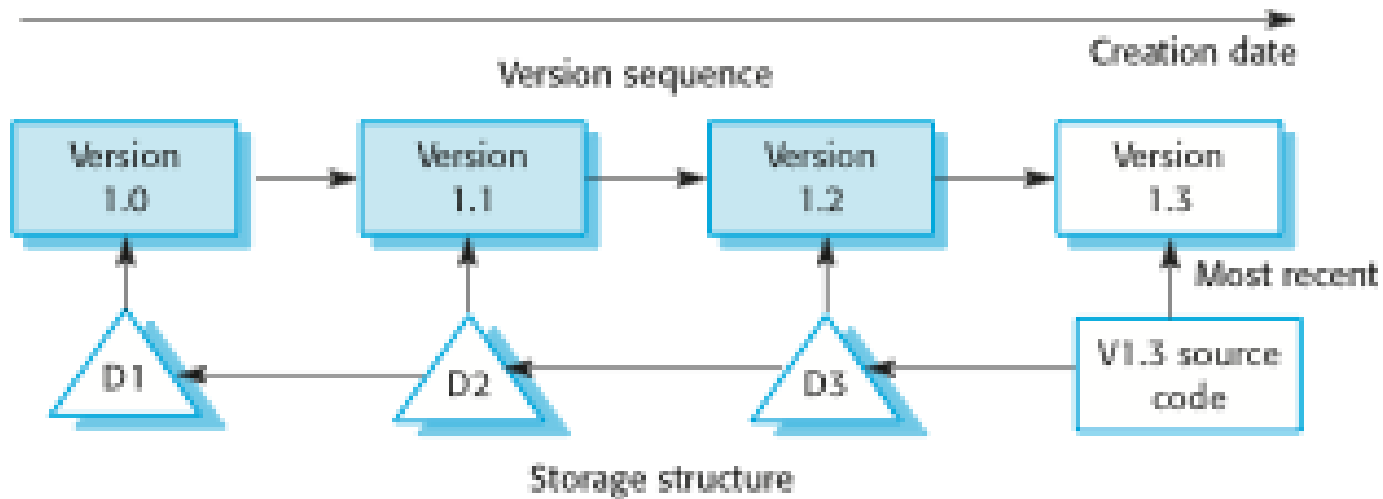 Creation date
Version sequence
Version
1.0
Version
1.1
Version
1.2
Version
1.3
Most recent
D1
D2
D3
V1.3 source
code
Storage structure